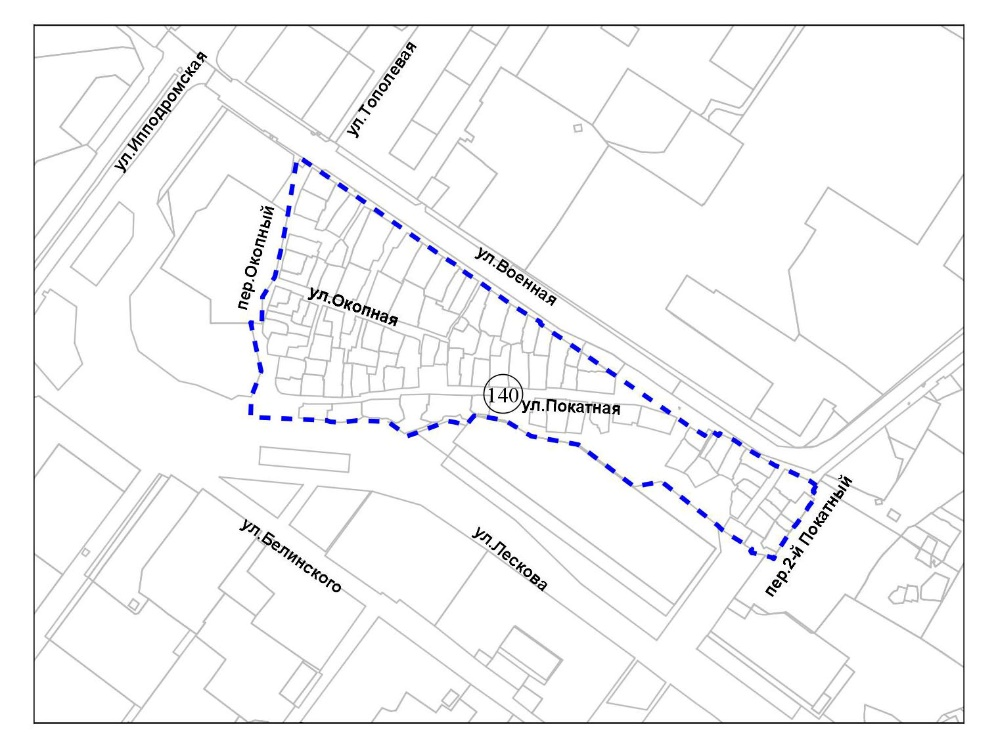 ул.Ипподромская
ул.Тополевая
пер.Окопный
ул.Военная
ул.Окопная
140
ул.Покатная
пер.2-й Покатный
ул.Белинского
ул.Лескова